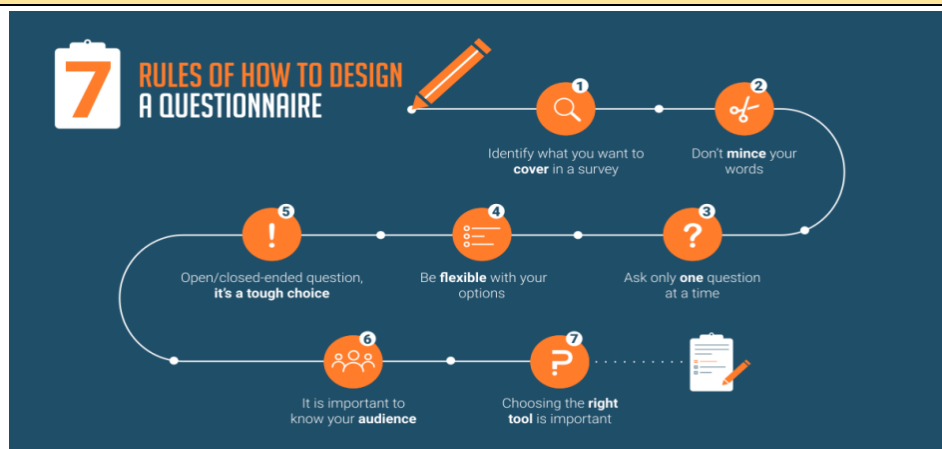 7
RULES OF HOW TO DESIGN
A QUESTIONNAIRE
1
Identify what you want to
cover in a survey
2
Don't mince your
words
3
Ask only one question
at a time
4
Be flexible with your
options
5
Open/closed-ended question,
it's a tough choice
6
It is important to
know your audience
7
Choosing the right
tool is important